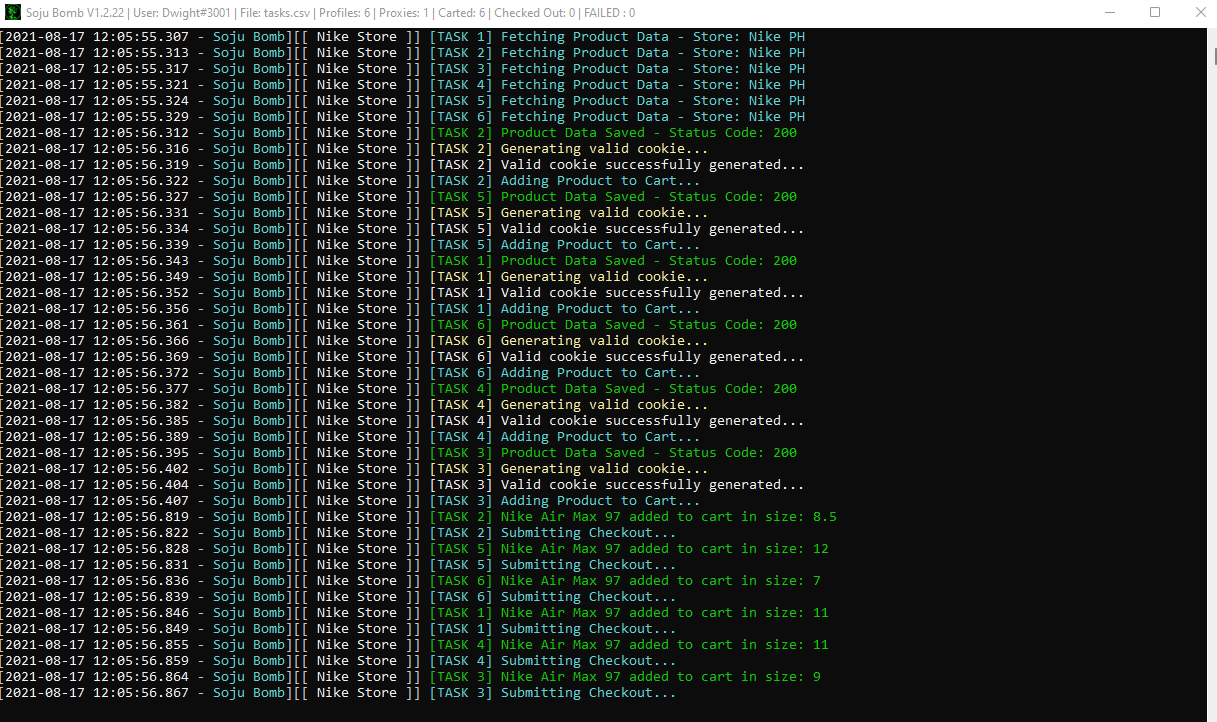 Soju Bomb V1.2.22 | User: Dwight#3001 | File: tasks.csv | Profiles: 6 | Proxies: 1 | Carted: 6 | Checked Out: 0 | FAILED : 0
[2021-08-17 12:05:55.307 - Soju Bomb][[ Nike Store ]] [TASK 1] Fetching Product Data - Store: Nike PH
[2021-08-17 12:05:55.313 - Soju Bomb][[ Nike Store ]] [TASK 2] Fetching Product Data - Store: Nike PH
[2021-08-17 12:05:55.317 - Soju Bomb][[ Nike Store ]] [TASK 3] Fetching Product Data - Store: Nike PH
[2021-08-17 12:05:55.321 - Soju Bomb][[ Nike Store ]] [TASK 4] Fetching Product Data - Store: Nike PH
[2021-08-17 12:05:55.324 - Soju Bomb][[ Nike Store ]] [TASK 5] Fetching Product Data - Store: Nike PH
[2021-08-17 12:05:55.329 - Soju Bomb][[ Nike Store ]] [TASK 6] Fetching Product Data - Store: Nike PH
[2021-08-17 12:05:56.312 - Soju Bomb][[ Nike Store ]] [TASK 2] Product Data Saved - Status Code: 200
[2021-08-17 12:05:56.316 - Soju Bomb][[ Nike Store ]] [TASK 2] Generating valid cookie...
[2021-08-17 12:05:56.319 - Soju Bomb][[ Nike Store ]] [TASK 2] Valid cookie successfully generated...
[2021-08-17 12:05:56.322 - Soju Bomb][[ Nike Store ]] [TASK 2] Adding Product to Cart...
[2021-08-17 12:05:56.327 - Soju Bomb][[ Nike Store ]] [TASK 5] Product Data Saved - Status Code: 200
[2021-08-17 12:05:56.331 - Soju Bomb][[ Nike Store ]] [TASK 5] Generating valid cookie...
[2021-08-17 12:05:56.334 - Soju Bomb][[ Nike Store ]] [TASK 5] Valid cookie successfully generated...
[2021-08-17 12:05:56.339 - Soju Bomb][[ Nike Store ]] [TASK 5] Adding Product to Cart...
[2021-08-17 12:05:56.343 - Soju Bomb][[ Nike Store ]] [TASK 1] Product Data Saved - Status Code: 200
[2021-08-17 12:05:56.349 - Soju Bomb][[ Nike Store ]] [TASK 1] Generating valid cookie...
[2021-08-17 12:05:56.352 - Soju Bomb][[ Nike Store ]] [TASK 1] Valid cookie successfully generated...
[2021-08-17 12:05:56.356 - Soju Bomb][[ Nike Store ]] [TASK 1] Adding Product to Cart...
[2021-08-17 12:05:56.361 - Soju Bomb][[ Nike Store ]] [TASK 6] Product Data Saved - Status Code: 200
[2021-08-17 12:05:56.366 - Soju Bomb][[ Nike Store ]] [TASK 6] Generating valid cookie...
[2021-08-17 12:05:56.369 - Soju Bomb][[ Nike Store ]] [TASK 6] Valid cookie successfully generated...
[2021-08-17 12:05:56.372 - Soju Bomb][[ Nike Store ]] [TASK 6] Adding Product to Cart...
[2021-08-17 12:05:56.377 - Soju Bomb][[ Nike Store ]] [TASK 4] Product Data Saved - Status Code: 200
[2021-08-17 12:05:56.382 - Soju Bomb][[ Nike Store ]] [TASK 4] Generating valid cookie...
[2021-08-17 12:05:56.385 - Soju Bomb][[ Nike Store ]] [TASK 4] Valid cookie successfully generated...
[2021-08-17 12:05:56.389 - Soju Bomb][[ Nike Store ]] [TASK 4] Adding Product to Cart...
[2021-08-17 12:05:56.395 - Soju Bomb][[ Nike Store ]] [TASK 3] Product Data Saved - Status Code: 200
[2021-08-17 12:05:56.402 - Soju Bomb][[ Nike Store ]] [TASK 3] Generating valid cookie...
[2021-08-17 12:05:56.404 - Soju Bomb][[ Nike Store ]] [TASK 3] Valid cookie successfully generated...
[2021-08-17 12:05:56.407 - Soju Bomb][[ Nike Store ]] [TASK 3] Adding Product to Cart...
[2021-08-17 12:05:56.819 - Soju Bomb][[ Nike Store ]] [TASK 2] Nike Air Max 97 added to cart in size: 8.5
[2021-08-17 12:05:56.822 - Soju Bomb][[ Nike Store ]] [TASK 2] Submitting Checkout...
[2021-08-17 12:05:56.828 - Soju Bomb][[ Nike Store ]] [TASK 5] Nike Air Max 97 added to cart in size: 12
[2021-08-17 12:05:56.831 - Soju Bomb][[ Nike Store ]] [TASK 5] Submitting Checkout...
[2021-08-17 12:05:56.836 - Soju Bomb][[ Nike Store ]] [TASK 6] Nike Air Max 97 added to cart in size: 7
[2021-08-17 12:05:56.839 - Soju Bomb][[ Nike Store ]] [TASK 6] Submitting Checkout...
[2021-08-17 12:05:56.846 - Soju Bomb][[ Nike Store ]] [TASK 1] Nike Air Max 97 added to cart in size: 11
[2021-08-17 12:05:56.849 - Soju Bomb][[ Nike Store ]] [TASK 1] Submitting Checkout...
[2021-08-17 12:05:56.855 - Soju Bomb][[ Nike Store ]] [TASK 4] Nike Air Max 97 added to cart in size: 11
[2021-08-17 12:05:56.859 - Soju Bomb][[ Nike Store ]] [TASK 4] Submitting Checkout...
[2021-08-17 12:05:56.864 - Soju Bomb][[ Nike Store ]] [TASK 3] Nike Air Max 97 added to cart in size: 9
[2021-08-17 12:05:56.867 - Soju Bomb][[ Nike Store ]] [TASK 3] Submitting Checkout...